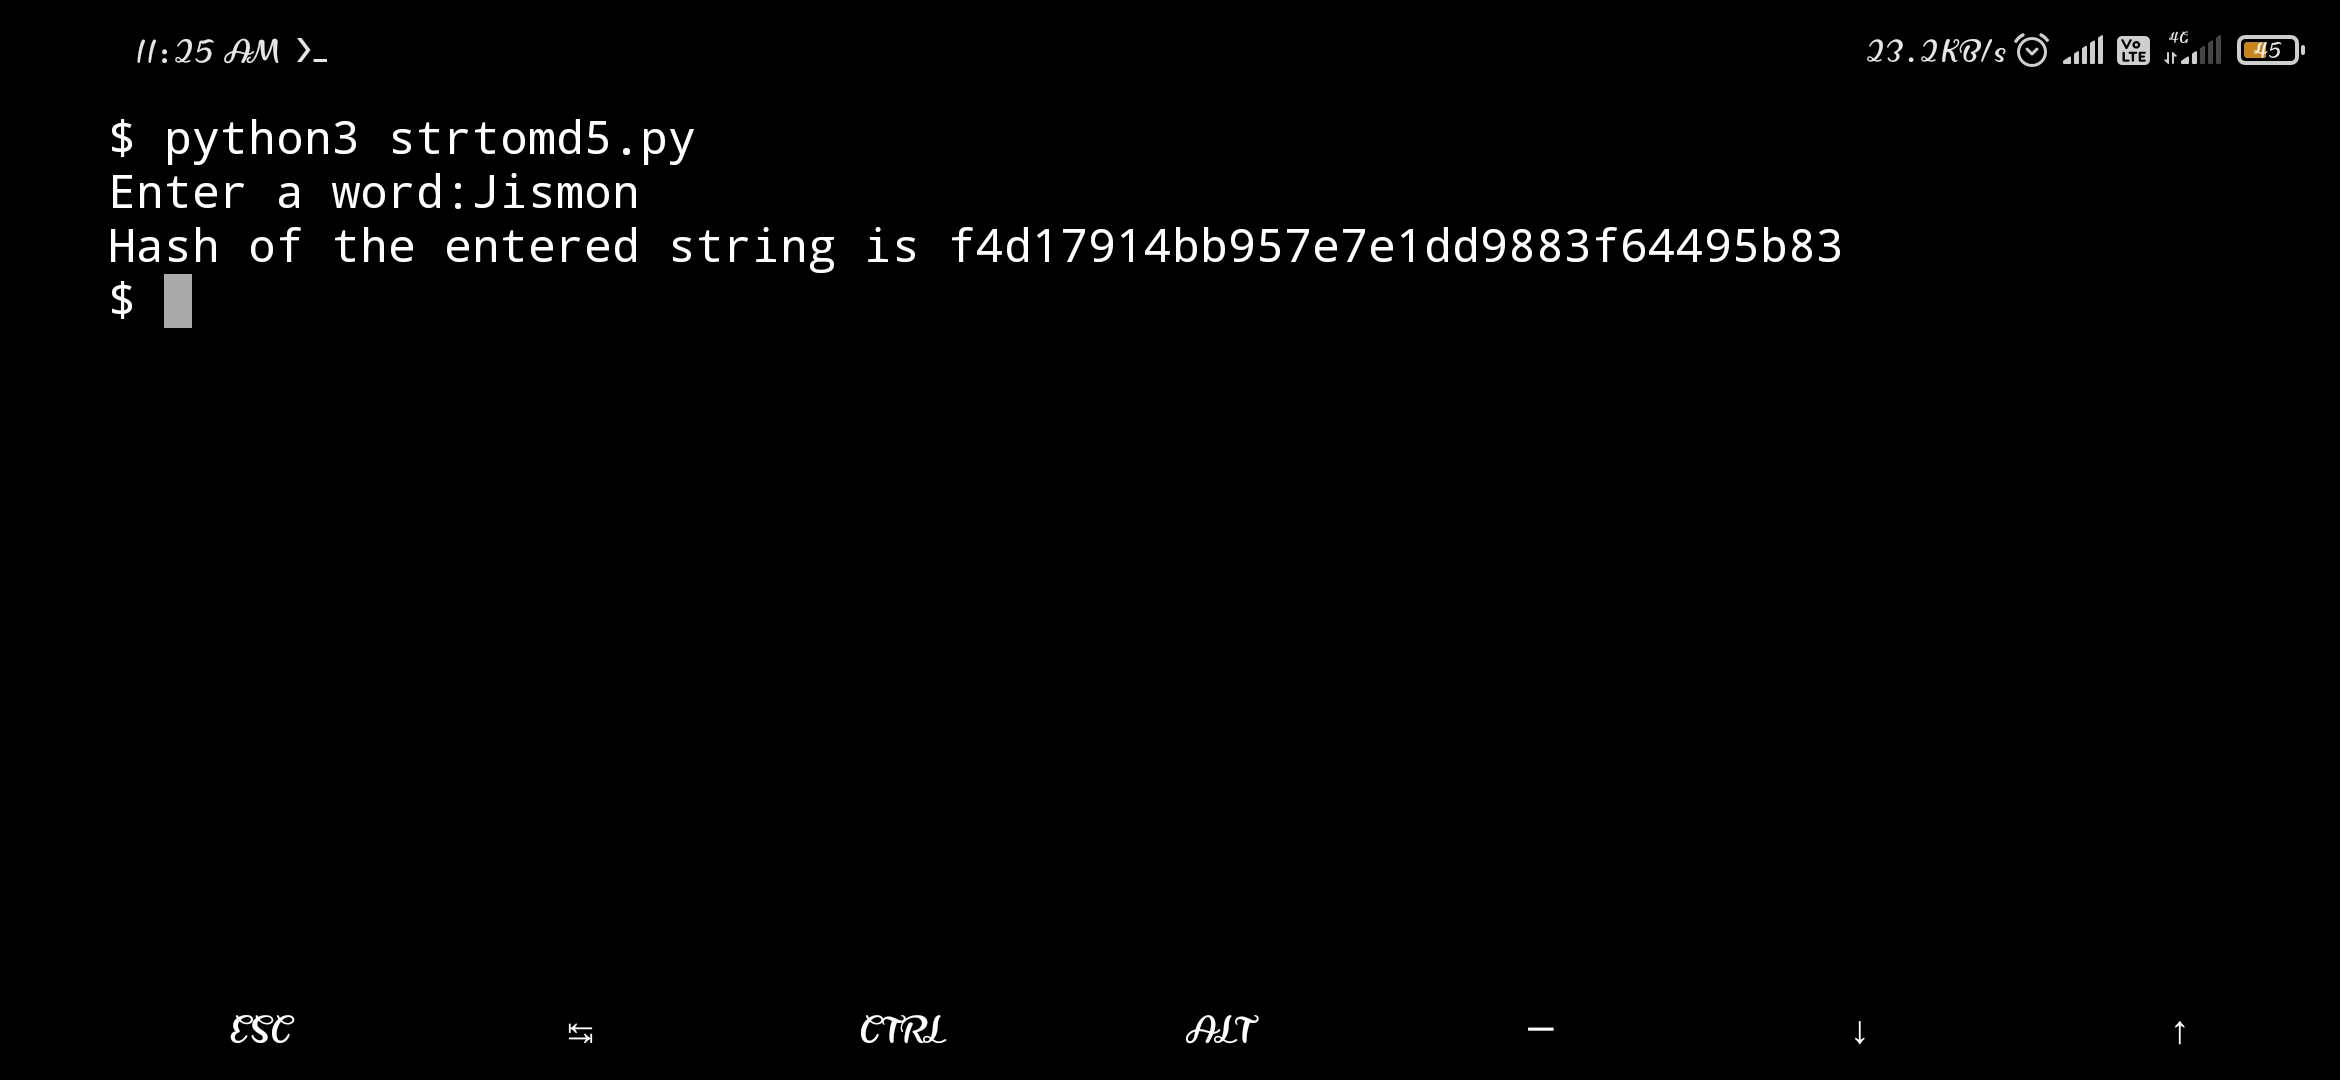 11:25 AM >_ 23.2KB/s Vo LTE 4G 45
$ python3 strtomd5.py
Enter a word:Jismon
Hash of the entered string is f4d17914bb957e7e1dd9883f64495b83
$
ESC ↹ CTRL ALT — ↓ ↑